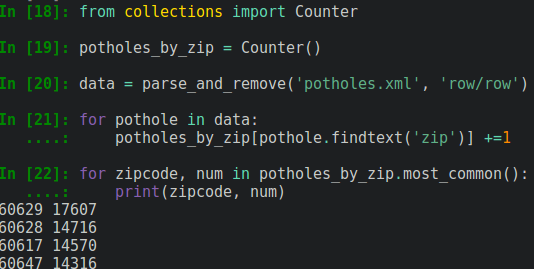 In [18]: from collections import Counter
In [19]: potholes_by_zip = Counter()
In [20]: data = parse_and_remove('potholes.xml', 'row/row')
In [21]: for pothole in data:
   ....:     potholes_by_zip[pothole.findtext('zip')] +=1
In [22]: for zipcode, num in potholes_by_zip.most_common():
   ....:     print(zipcode, num)
60629 17607
60628 14716
60617 14570
60647 14316